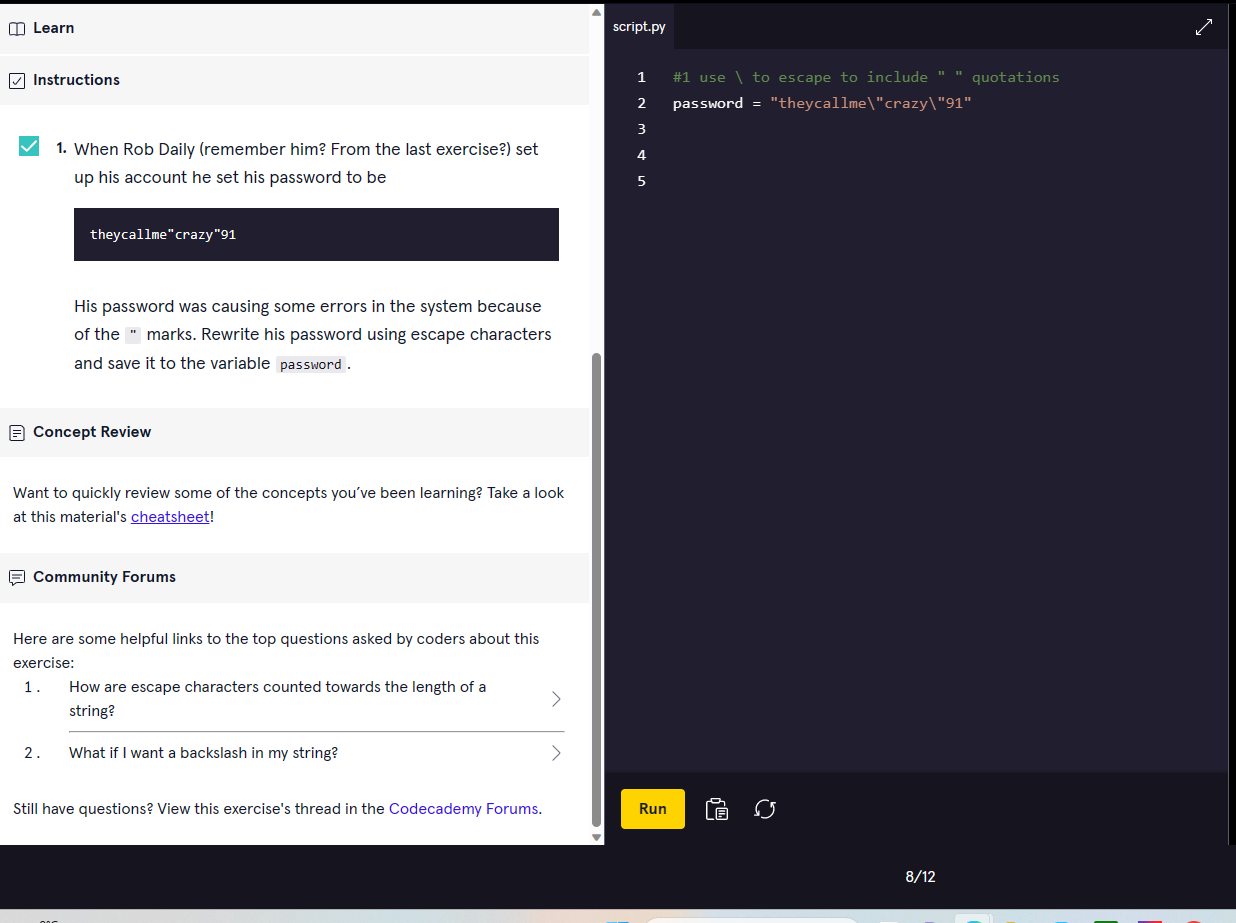 Learn
Instructions
1. When Rob Daily (remember him? From the last exercise?) set
up his account he set his password to be
theycallme"crazy"91
His password was causing some errors in the system because
of the " marks. Rewrite his password using escape characters
and save it to the variable password.
Concept Review
Want to quickly review some of the concepts you've been learning? Take a look
at this material's cheatsheet!
Community Forums
Here are some helpful links to the top questions asked by coders about this
exercise:
1. How are escape characters counted towards the length of a
string?
2. What if I want a backslash in my string?
Still have questions? View this exercise's thread in the Codecademy Forums.
script.py
1 #1 use \ to escape to include " " quotations
2 password = "theycallme\"crazy\"91"
3
4
5
Run
8/12